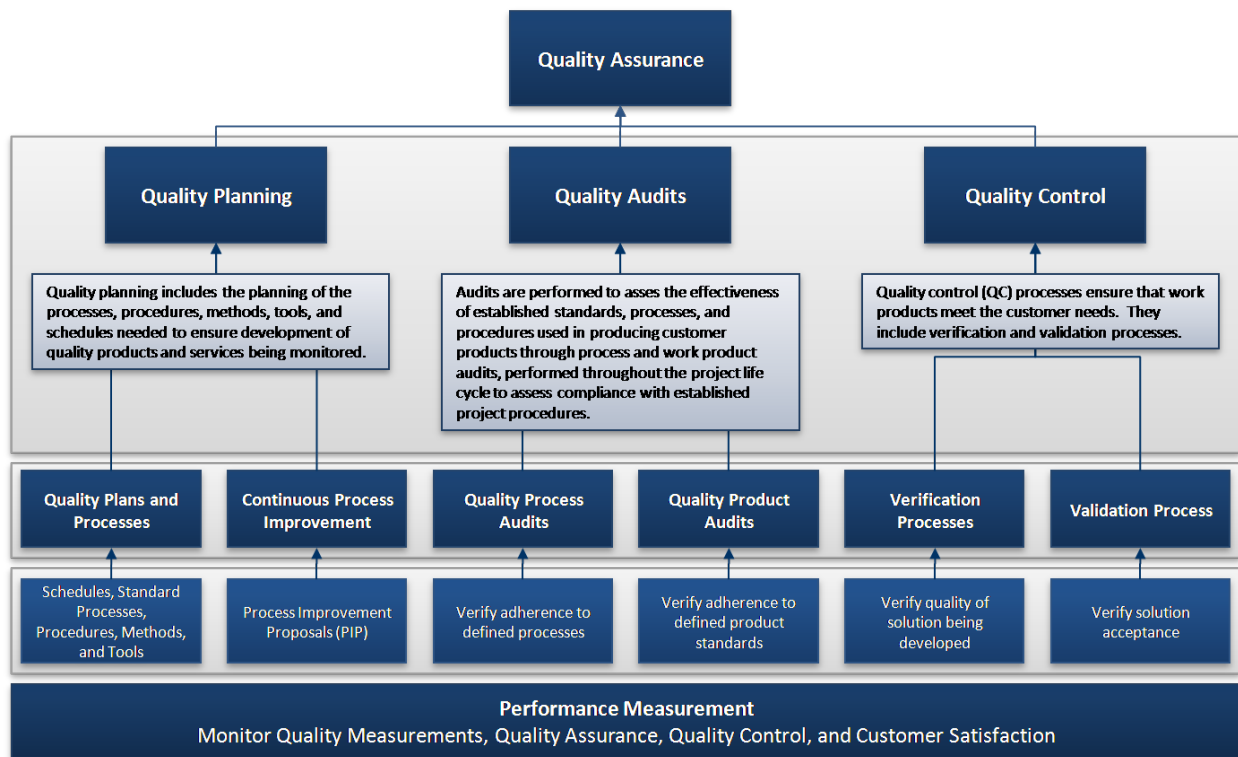 Quality Assurance
Quality Planning
Quality Audits
Quality Control
Quality planning includes the planning of the
processes, procedures, methods, tools, and
schedules needed to ensure development of
quality products and services being monitored.
Audits are performed to asses the effectiveness
of established standards, processes, and
procedures used in producing customer
products through process and work product
audits, performed throughout the project life
cycle to assess compliance with established
project procedures.
Quality control (QC) processes ensure that work
products meet the customer needs.  They
include verification and validation processes.
Quality Plans and
Processes
Continuous Process
Improvement
Quality Process
Audits
Quality Product
Audits
Verification
Processes
Validation Process
Schedules, Standard
Processes,
Procedures, Methods,
and Tools
Process Improvement
Proposals (PIP)
Verify adherence to
defined processes
Verify adherence to
defined product
standards
Verify quality of
solution being
developed
Verify solution
acceptance
Performance Measurement
Monitor Quality Measurements, Quality Assurance, Quality Control, and Customer Satisfaction